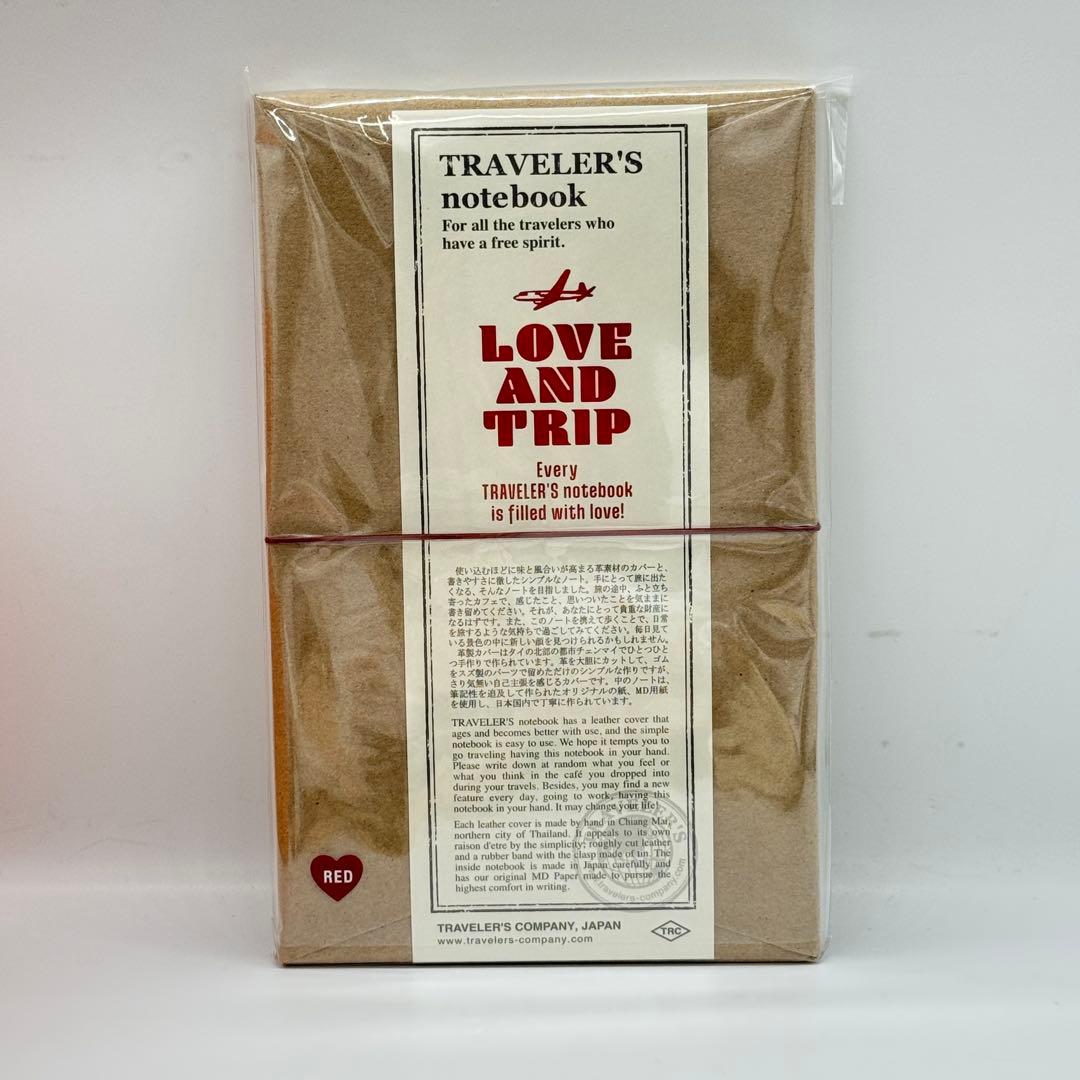 TRAVELER'S
notebook
For all the travelers who
have a free spirit.
LOVE
AND
TRIP
Every
TRAVELER'S notebook
is filled with love!
使い込むほどに味と風合いが高まる革素材のカバーと、
書きやすさに徹したシンプルなノート。手にとって旅に出た
くなる、そんなノートを目指しました。旅の途中、ふと立ち
寄ったカフェで、感じたこと、思いついたことを気ままに
書き留めてください。それが、あなたにとって貴重な財産に
なるはずです。また、このノートを携えて歩くことで、日常
を旅するような気持ちで過ごしてみてください。毎日見て
いる景色の中に新しい顔を見つけられるかもしれません。
革製カバーはタイの北部の都市チェンマイでひとつひと
つ手作りで作られています。革を大胆にカットして、ゴム
をスズ製のパーツで留めただけのシンプルな作りですが、
さり気無い自己主張を感じるカバーです。中のノートは、
筆記性を追及して作られたオリジナルの紙、MD用紙
を使用し、日本国内で丁寧に作られています。
TRAVELER'S notebook has a leather cover that
ages and becomes better with use, and the simple
notebook is easy to use. We hope it tempts you to
go traveling having this notebook in your hand.
Please write down at random what you feel or
what you think in the café you dropped into
during your travels. Besides, you may find a new
feature every day, going to work, having this
notebook in your hand. It may change your life!
Each leather cover is made by hand in Chiang Mai,
northern city of Thailand. It appeals to its own
raison d'etre by the simplicity: roughly cut leather
and a rubber band with the clasp made of tin. The
inside notebook is made in Japan carefully and
has our original MD Paper made to pursue the
highest comfort in writing.
TRAVELER'S
travelers-company.com
RED
TRAVELER'S COMPANY, JAPAN
www.travelers-company.com
TRC